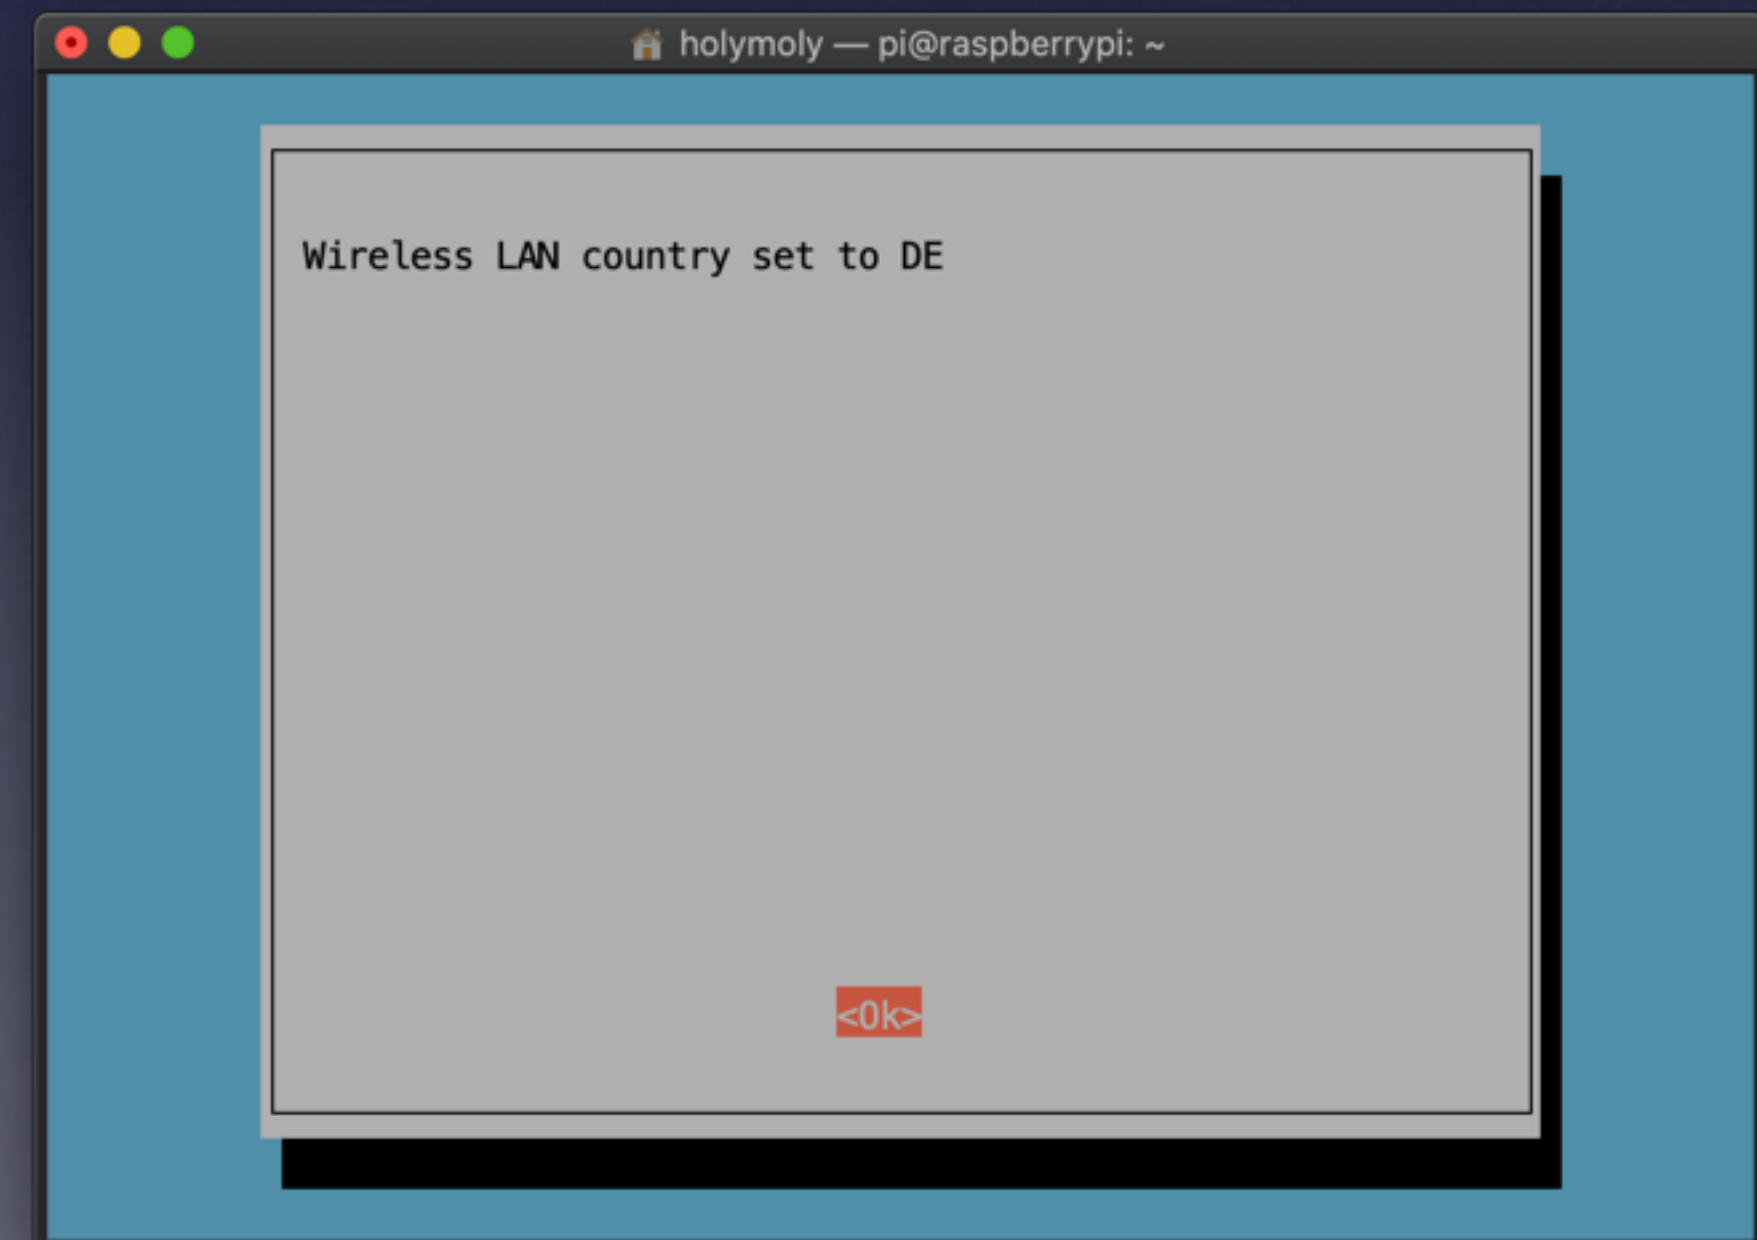 holymoly — pi@raspberrypi: ~
Wireless LAN country set to DE
<Ok>